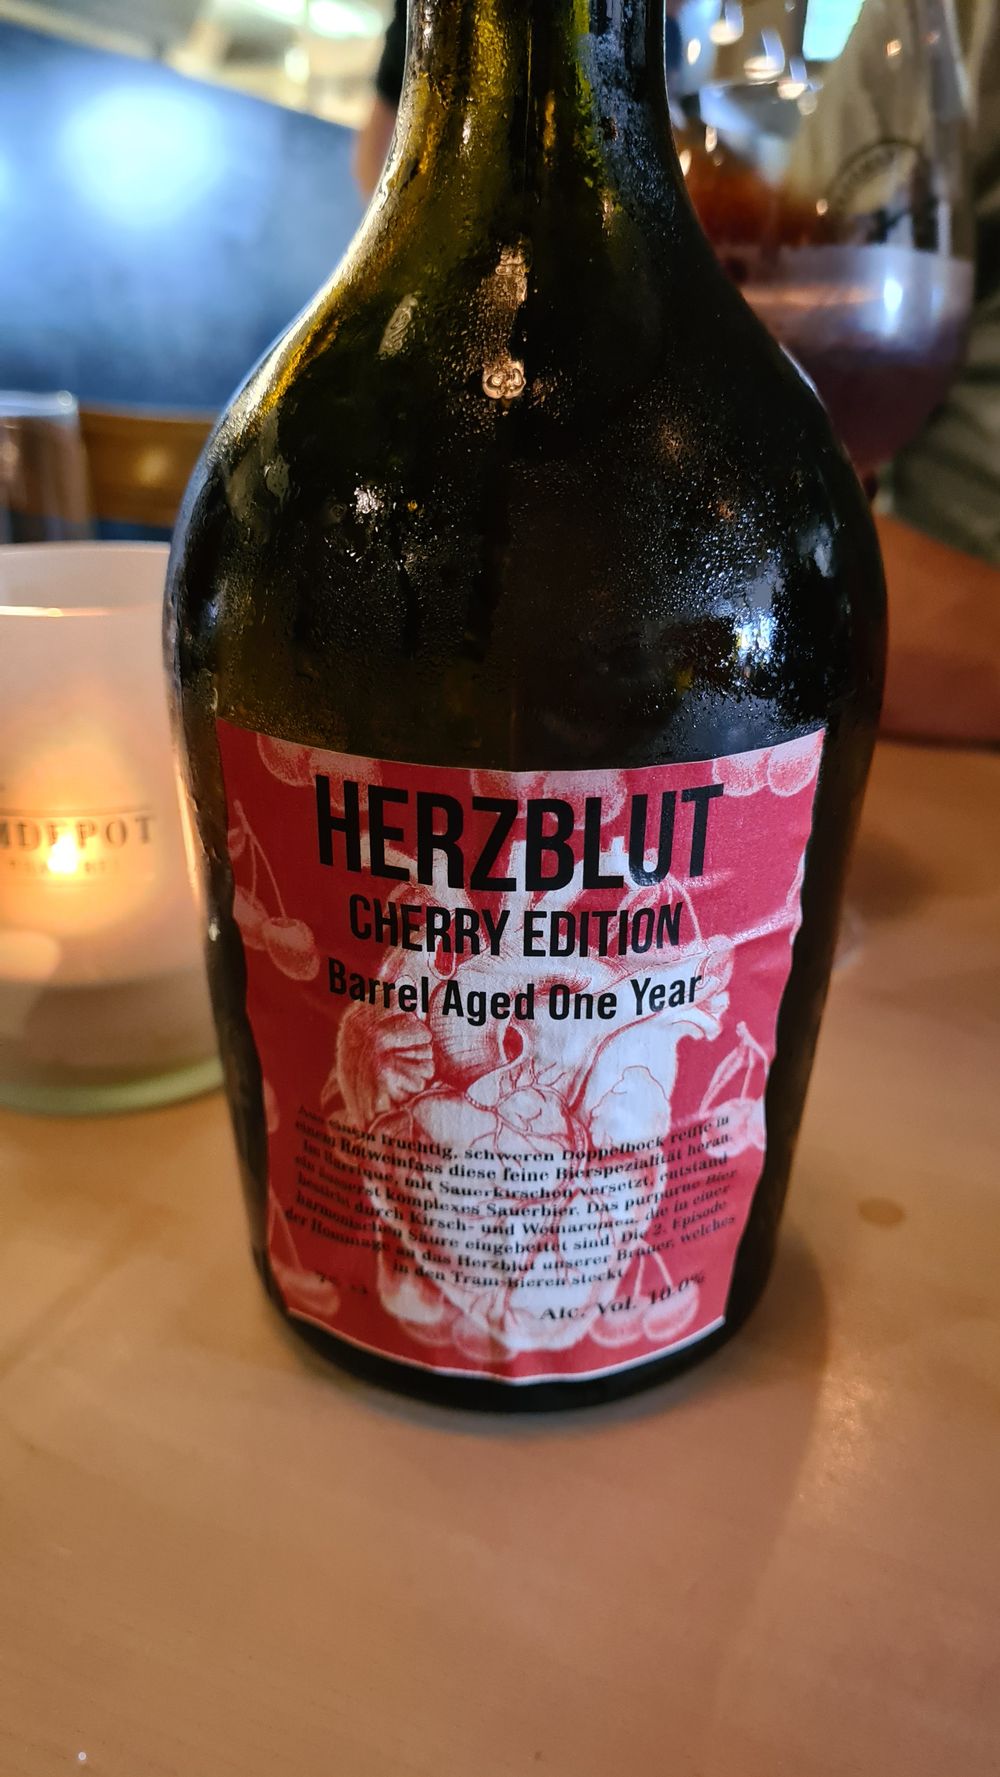 HERZBLUT
CHERRY EDITION
Barrel Aged One Year
einem fruchtig, schweren Doppelbock reifte in
einem Rotweinfass diese feine Bierspezialität heran.
Im Barrique, mit Sauerkirschen versetzt, entstand
ein äusserst komplexes Sauerbier. Das purpurne Bier
besticht durch Kirsch- und Weinaromen, die in einer
harmonischen Säure eingebettet sind. Die 2. Episode
der Hommage an das Herzblut unserer Brauer, welches
in den Tram-Bieren steckt.
Alc. Vol. 10.0%
MDEPOT